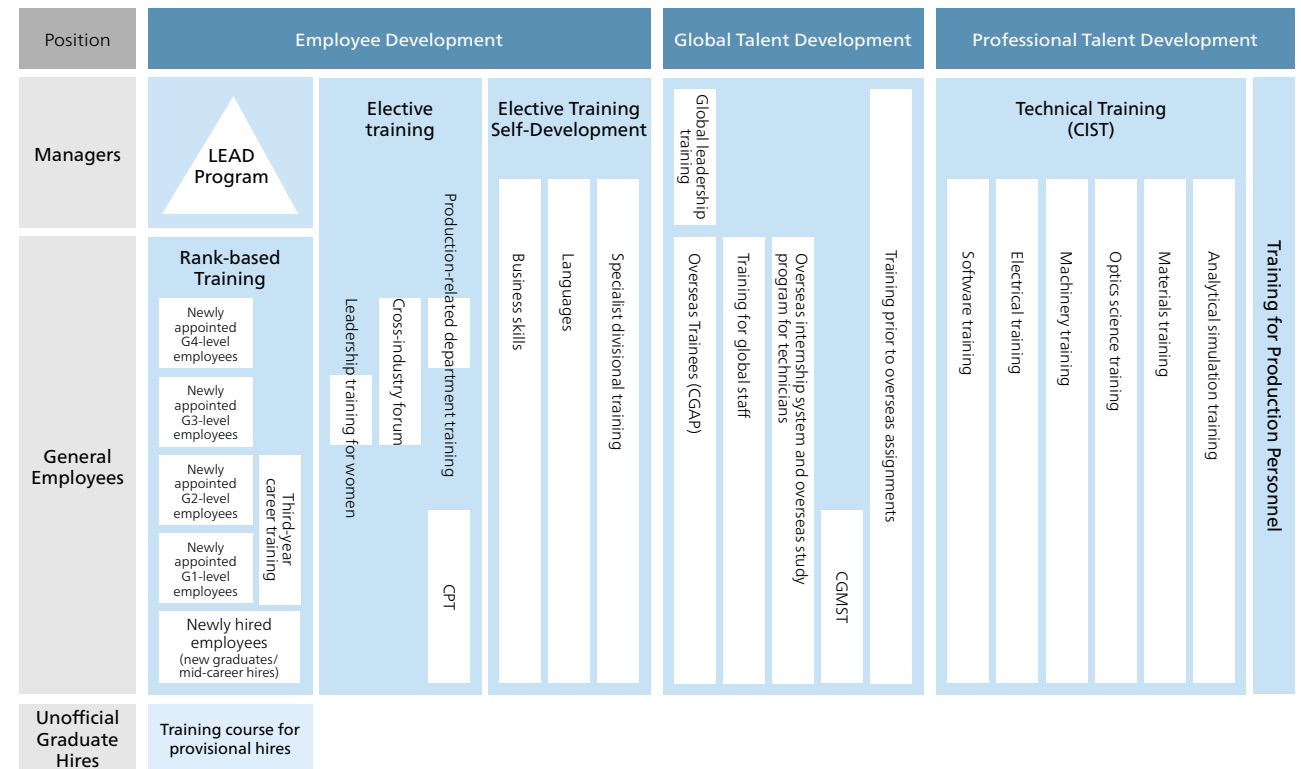 Position
Employee Development
Global Talent Development
Professional Talent Development
Managers
LEAD
Program
Elective
training
Elective Training
Self-Development
Global leadership
training
Technical Training
(CIST)
General
Employees
Rank-based
Training
Newly
appointed
G4-level
employees
Newly
appointed
G3-level
employees
Newly
appointed
G2-level
employees
Newly
appointed
G1-level
employees
Third-year
career training
Newly hired
employees
(new graduates/
mid-career hires)
Leadership training for women
Cross-industry forum
Production-related department training
CPT
Business skills
Languages
Specialist divisional training
Overseas Trainees (CGAP)
Training for global staff
Overseas internship system and overseas study
program for technicians
CGMST
Training prior to overseas assignments
Software training
Electrical training
Machinery training
Optics science training
Materials training
Analytical simulation training
Training for Production Personnel
Unofficial
Graduate
Hires
Training course for
provisional hires